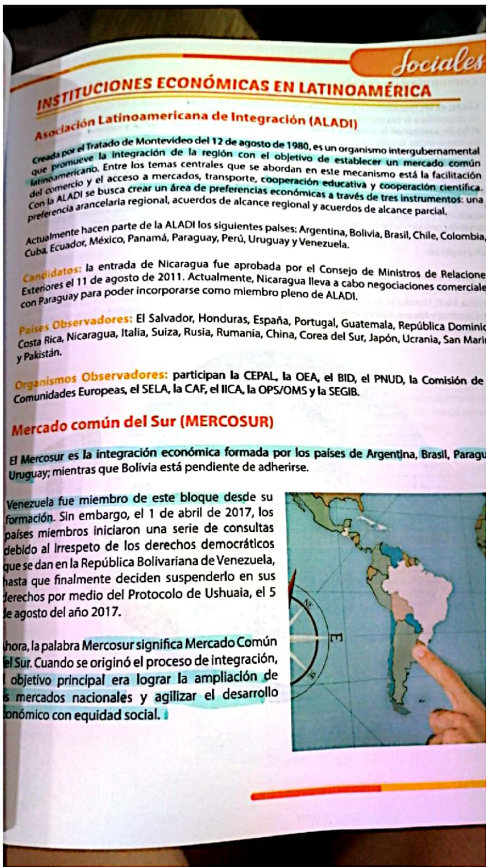 Sociales
INSTITUCIONES ECONÓMICAS EN LATINOAMÉRICA
Asociación Latinoamericana de Integración (ALADI)
Creada por el Tratado de Montevideo del 12 de agosto de 1980, es un organismo intergubernamental
que promueve la integración de la región con el objetivo de establecer un mercado común
latinoamericano. Entre los temas centrales que se abordan en este mecanismo está la facilitación
del comercio y el acceso a mercados, transporte, cooperación educativa y cooperación científica.
Con la ALADI se busca crear un área de preferencias económicas a través de tres instrumentos: una
preferencia arancelaria regional, acuerdos de alcance regional y acuerdos de alcance parcial.
Actualmente hacen parte de la ALADI los siguientes países: Argentina, Bolivia, Brasil, Chile, Colombia,
Cuba, Ecuador, México, Panamá, Paraguay, Perú, Uruguay y Venezuela.
Candidatos: la entrada de Nicaragua fue aprobada por el Consejo de Ministros de Relacione
Exteriores el 11 de agosto de 2011. Actualmente, Nicaragua lleva a cabo negociaciones comerciale
con Paraguay para poder incorporarse como miembro pleno de ALADI.
Países Observadores: El Salvador, Honduras, España, Portugal, Guatemala, República Dominic
Costa Rica, Nicaragua, Italia, Suiza, Rusia, Rumania, China, Corea del Sur, Japón, Ucrania, San Mari
y Pakistán.
Organismos Observadores: participan la CEPAL, la OEA, el BID, el PNUD, la Comisión de
Comunidades Europeas, el SELA, la CAF, el IICA, la OPS/OMS y la SEGIB.
Mercado común del Sur (MERCOSUR)
El Mercosur es la integración económica formada por los países de Argentina, Brasil, Paragu
Uruguay; mientras que Bolivia está pendiente de adherirse.
Venezuela fue miembro de este bloque desde su
formación. Sin embargo, el 1 de abril de 2017, los
países miembros iniciaron una serie de consultas
debido al irrespeto de los derechos democráticos
que se dan en la República Bolivariana de Venezuela,
hasta que finalmente deciden suspenderlo en sus
derechos por medio del Protocolo de Ushuaia, el 5
de agosto del año 2017.
hora, la palabra Mercosur significa Mercado Común
el Sur. Cuando se originó el proceso de integración,
l objetivo principal era lograr la ampliación de
s mercados nacionales y agilizar el desarrollo
onómico con equidad social.
NE
E
SE